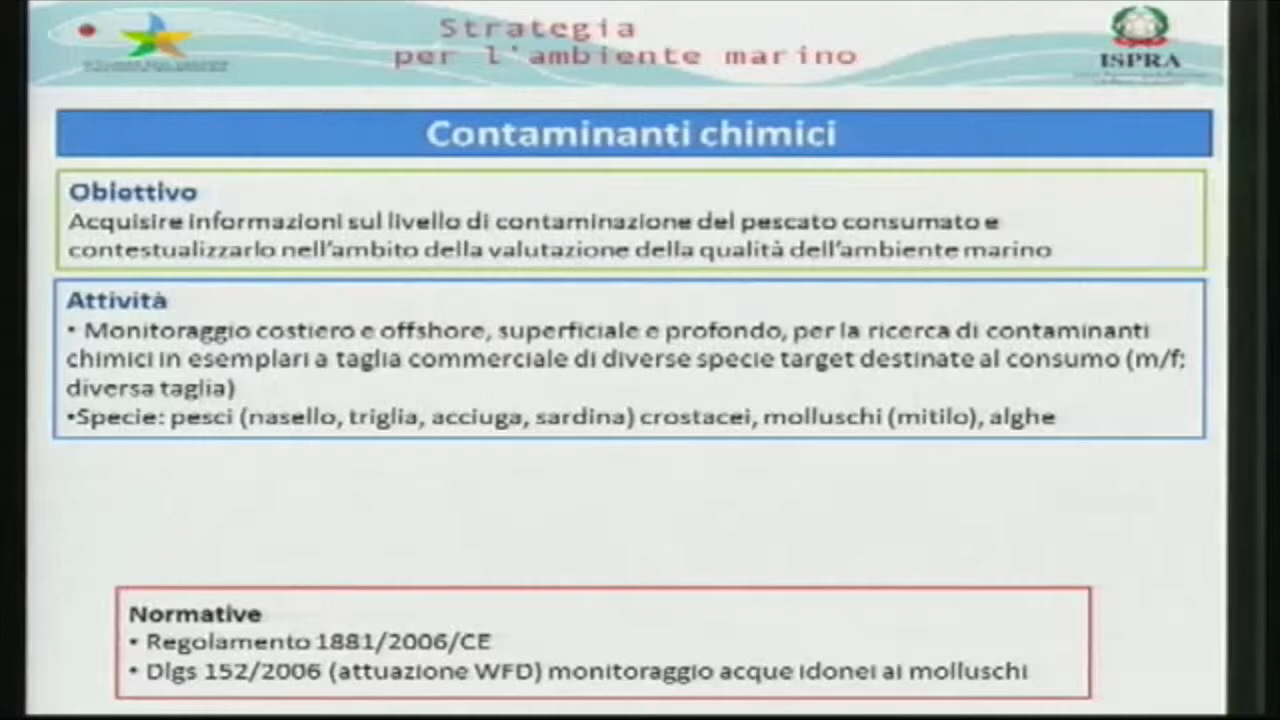 Strategia
per l'ambiente marino
ISPRA
Contaminanti chimici
Obiettivo
Acquisire informazioni sul livello di contaminazione del pescato consumato e
contestualizzarlo nell'ambito della valutazione della qualità dell'ambiente marino
Attività
• Monitoraggio costiero e offshore, superficiale e profondo, per la ricerca di contaminanti
chimici in esemplari a taglia commerciale di diverse specie target destinate al consumo (m/f;
diversa taglia)
•Specie: pesci (nasello, triglia, acciuga, sardina) crostacei, molluschi (mitilo), alghe
Normative
• Regolamento 1881/2006/CE
• Dlgs 152/2006 (attuazione WFD) monitoraggio acque idonei ai molluschi